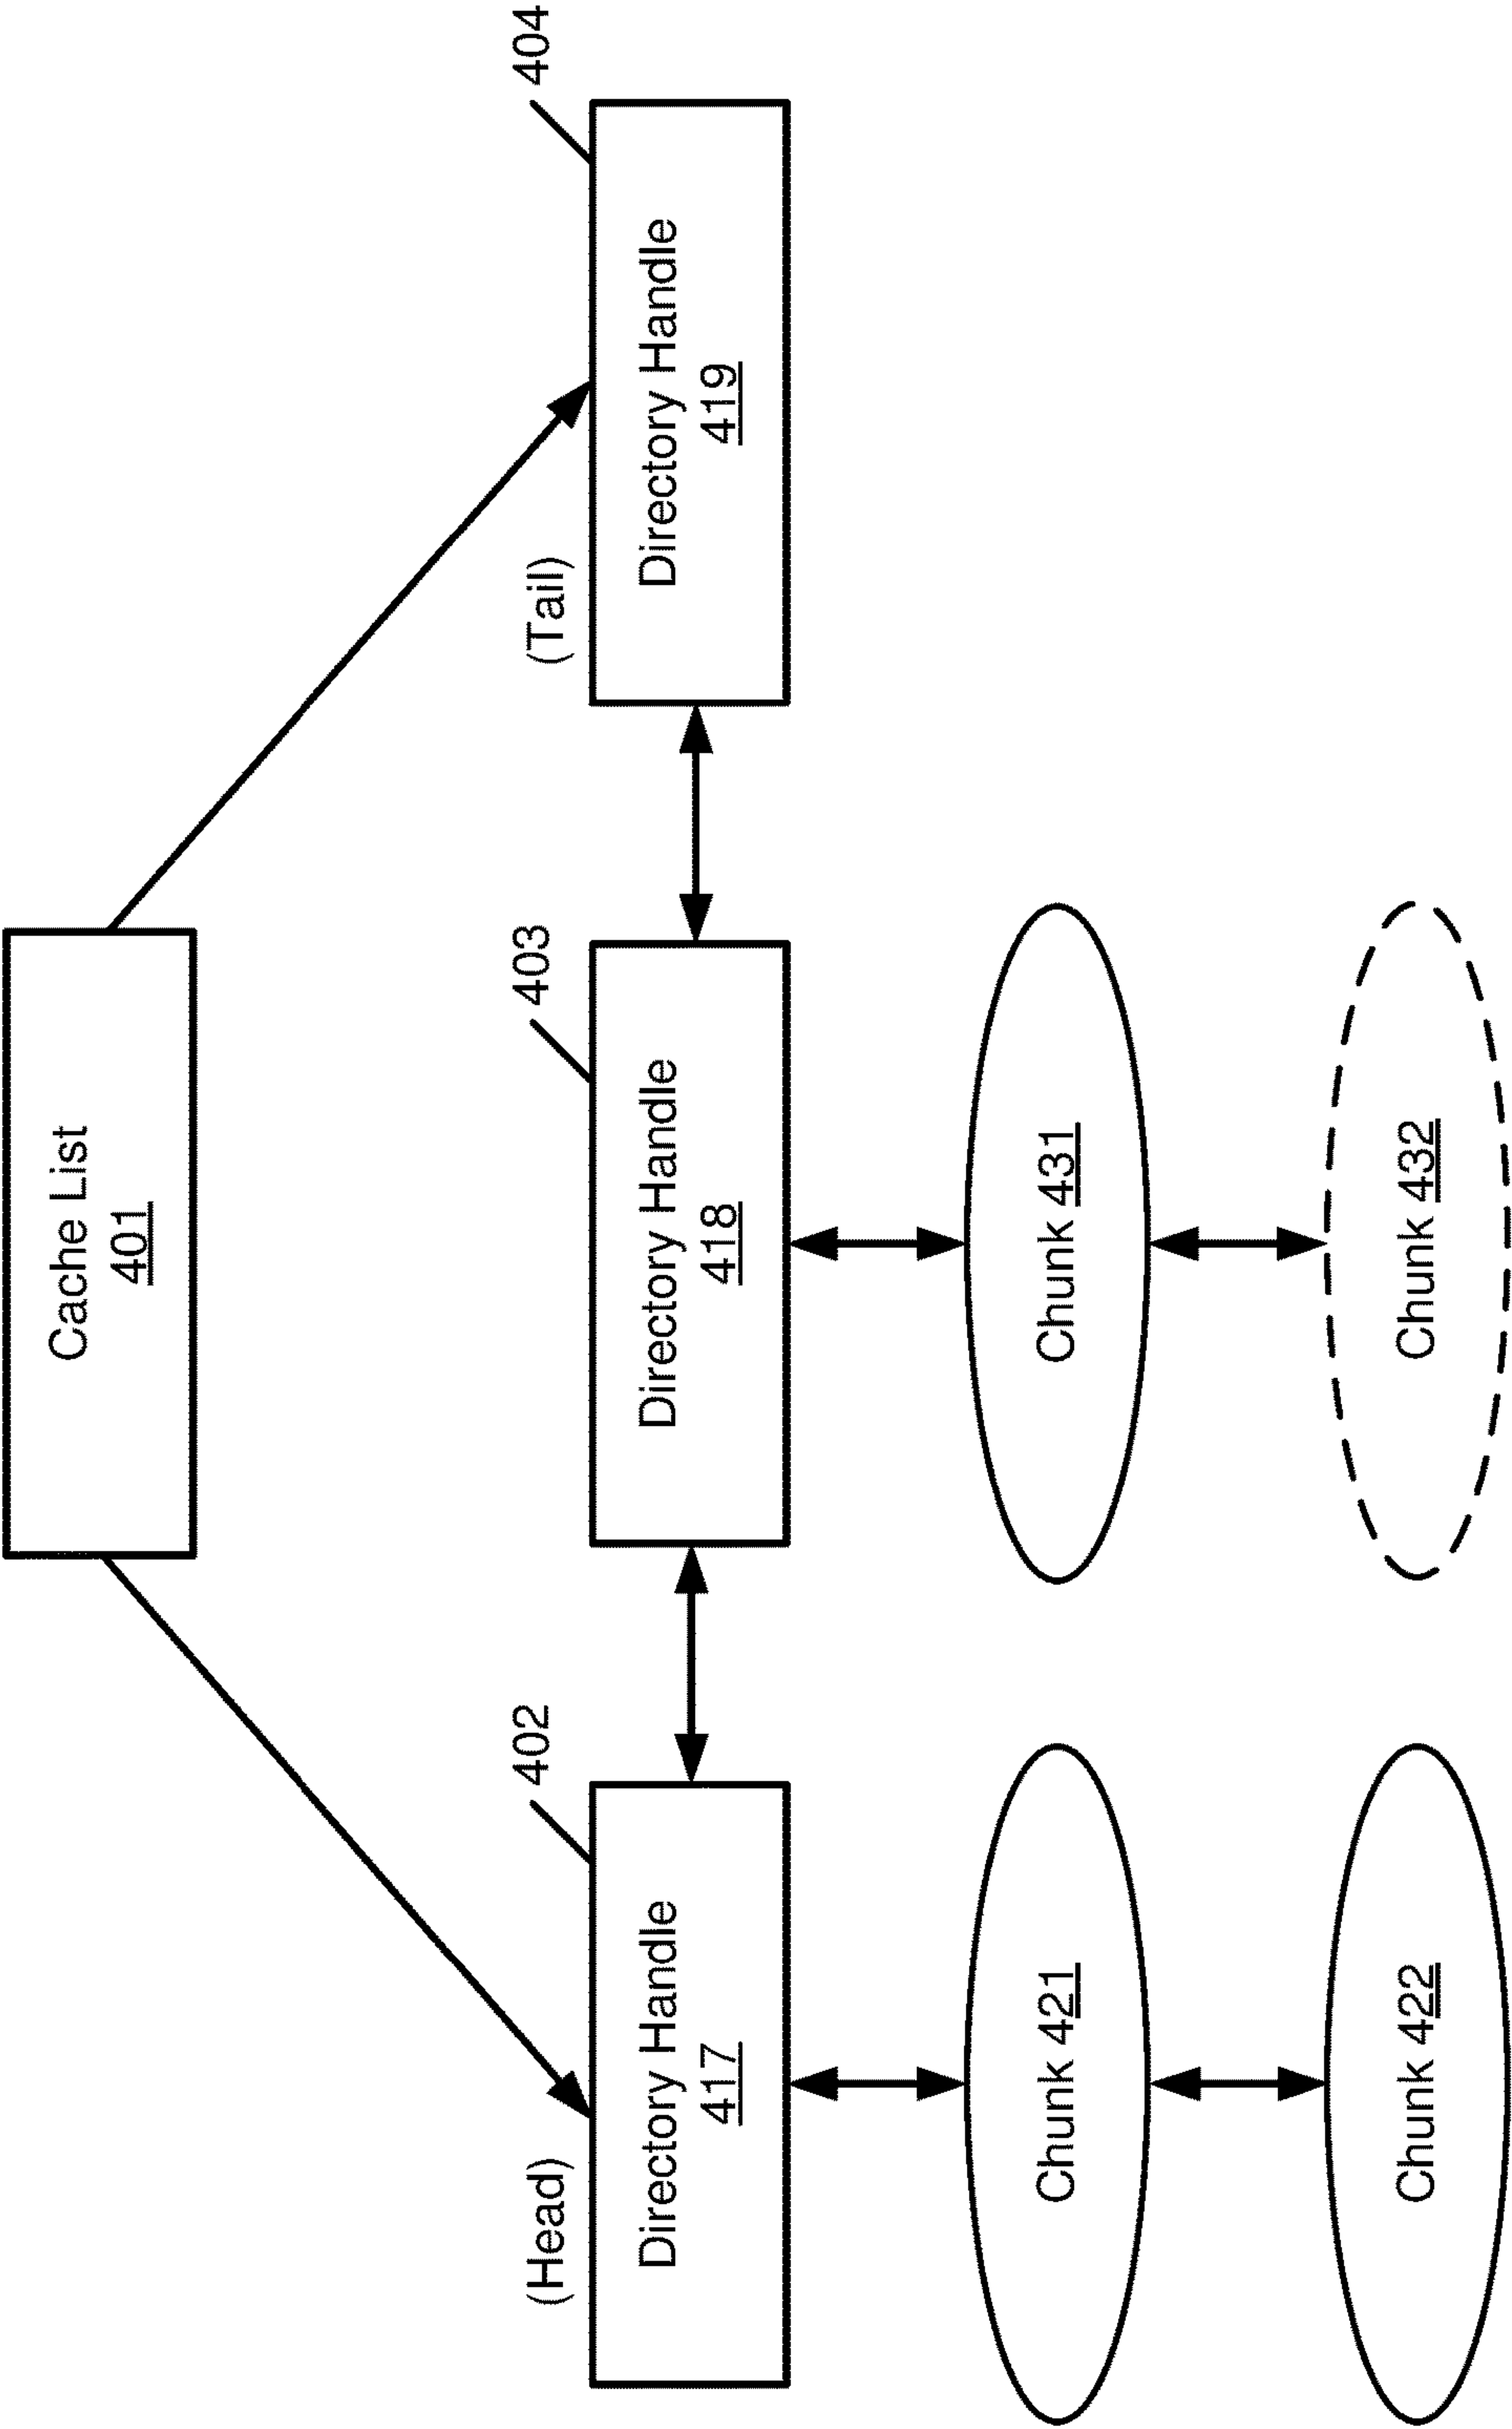 Cache List
401
402
403
404
(Head)
(Tail)
Directory Handle
417
Directory Handle
418
Directory Handle
419
Chunk 421
Chunk 431
Chunk 422
Chunk 432